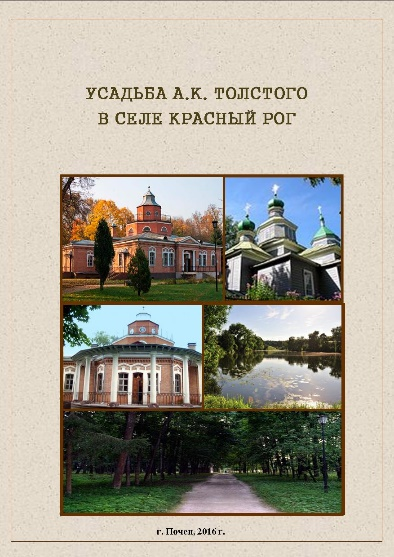 УСАДЬБА А.К. ТОЛСТОГО
В СЕЛЕ КРАСНЫЙ РОГ
г. Почеп, 2016 г.